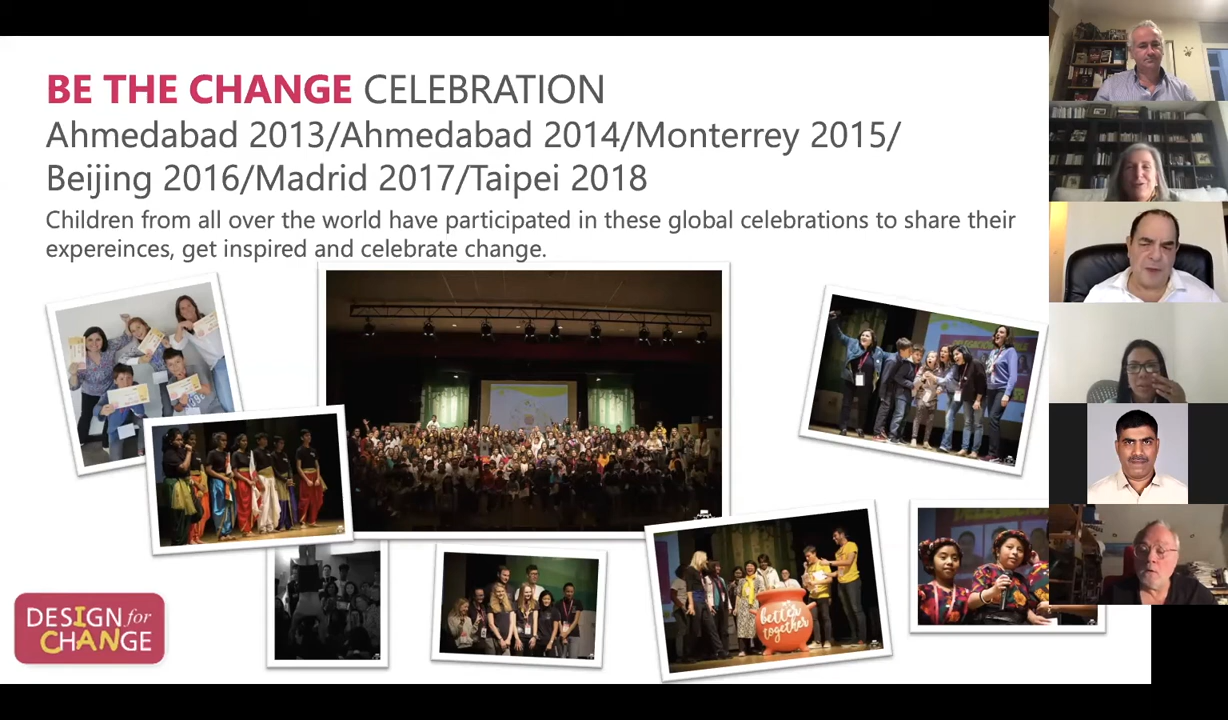 BE THE CHANGE CELEBRATION
Ahmedabad 2013/Ahmedabad 2014/Monterrey 2015/
Beijing 2016/Madrid 2017/Taipei 2018
Children from all over the world have participated in these global celebrations to share their
expereinces, get inspired and celebrate change.
better
together
DESIGN for
CHANGE